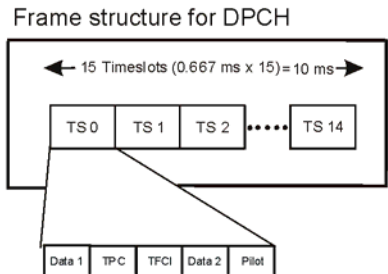 Frame structure for DPCH
15 Timeslots (0.667 ms x 15)= 10 ms
TS 0 TS 1 TS 2 TS 14
Data 1 TPC TFCI Data 2 Pilot